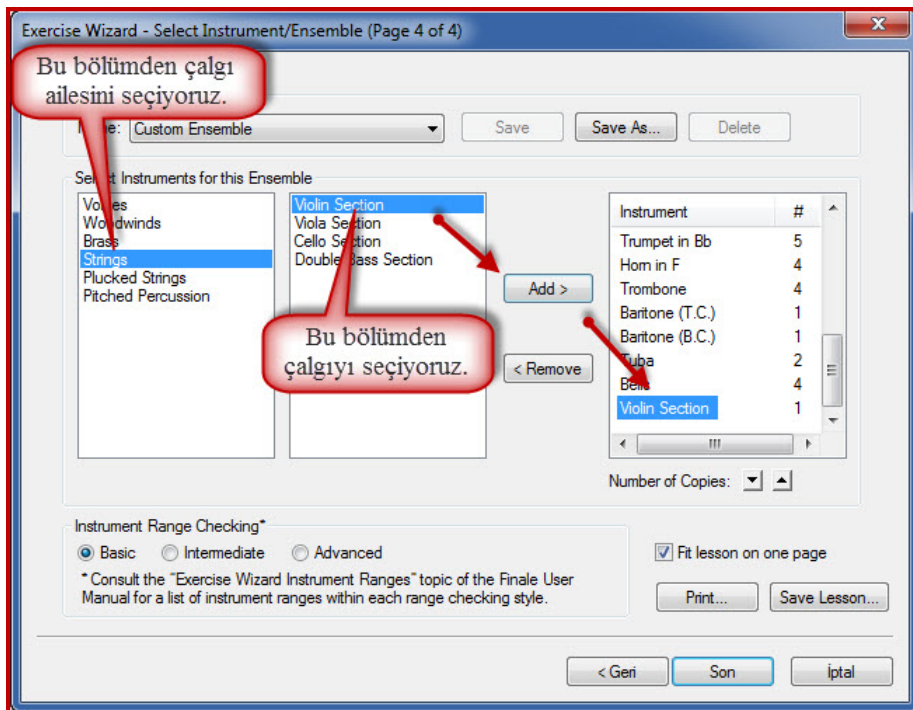 Exercise Wizard - Select Instrument/Ensemble (Page 4 of 4)
Bu bölümden çalgı
ailesini seçiyoruz.
Custom Ensemble
Save
Save As...
Delete
Select Instruments for this Ensemble
Voices
Woodwinds
Brass
Strings
Plucked Strings
Pitched Percussion
Violin Section
Viola Section
Cello Section
Double Bass Section
Bu bölümden
çalgıyı seçiyoruz.
Add >
< Remove
Instrument #
Trumpet in Bb 5
Horn in F 4
Trombone 4
Baritone (T.C.) 1
Baritone (B.C.) 1
Tuba 2
Bells 4
Violin Section 1
Number of Copies:
Instrument Range Checking*
Basic Intermediate Advanced
* Consult the "Exercise Wizard Instrument Ranges" topic of the Finale User
Manual for a list of instrument ranges within each range checking style.
Fit lesson on one page
Print...
Save Lesson...
< Geri
Son
İptal